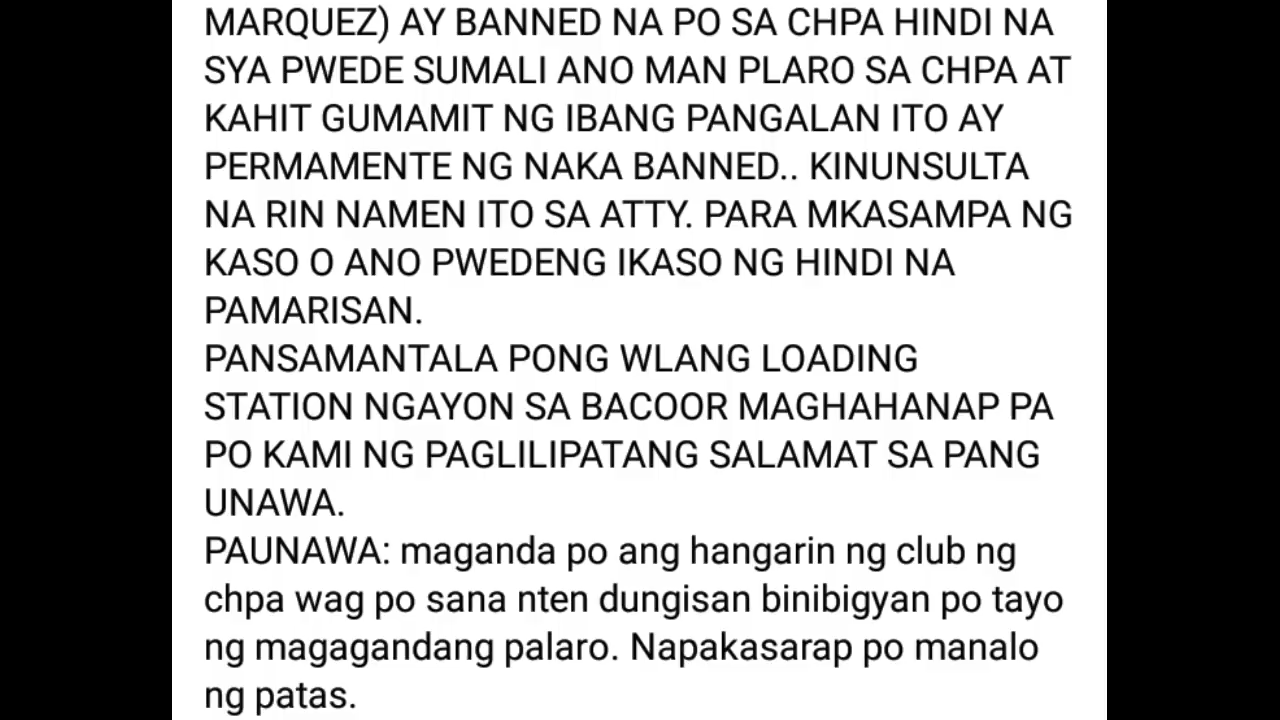 MARQUEZ) AY BANNED NA PO SA CHPA HINDI NA
SYA PWEDE SUMALI ANO MAN PLARO SA CHPA AT
KAHIT GUMAMIT NG IBANG PANGALAN ITO AY
PERMAMENTE NG NAKA BANNED.. KINUNSULTA
NA RIN NAMEN ITO SA ATTY. PARA MKASAMPA NG
KASO O ANO PWEDENG IKASO NG HINDI NA
PAMARISAN.
PANSAMANTALA PONG WLANG LOADING
STATION NGAYON SA BACOOR MAGHAHANAP PA
PO KAMI NG PAGLILIPATANG SALAMAT SA PANG
UNAWA.
PAUNAWA: maganda po ang hangarin ng club ng
chpa wag po sana nten dungisan binibigyan po tayo
ng magagandang palaro. Napakasarap po manalo
ng patas.